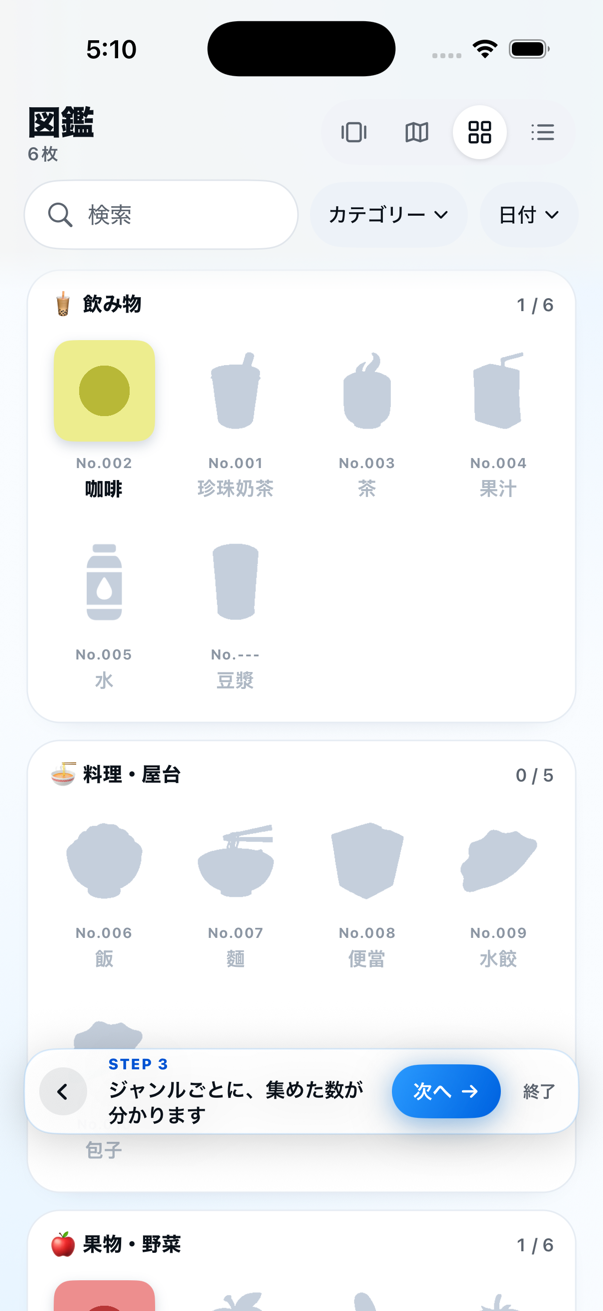 5:10
図鑑
6枚
検索
カテゴリー
日付
飲み物
1 / 6
No.002
No.001
No.003
No.004
咖啡
珍珠奶茶
茶
果汁
No.005
No.---
水
豆漿
料理・屋台
0 / 5
No.006
No.007
No.008
No.009
飯
麵
便當
水餃
STEP 3
ジャンルごとに、集めた数が
分かります
次へ
終了
包子
果物・野菜
1 / 6